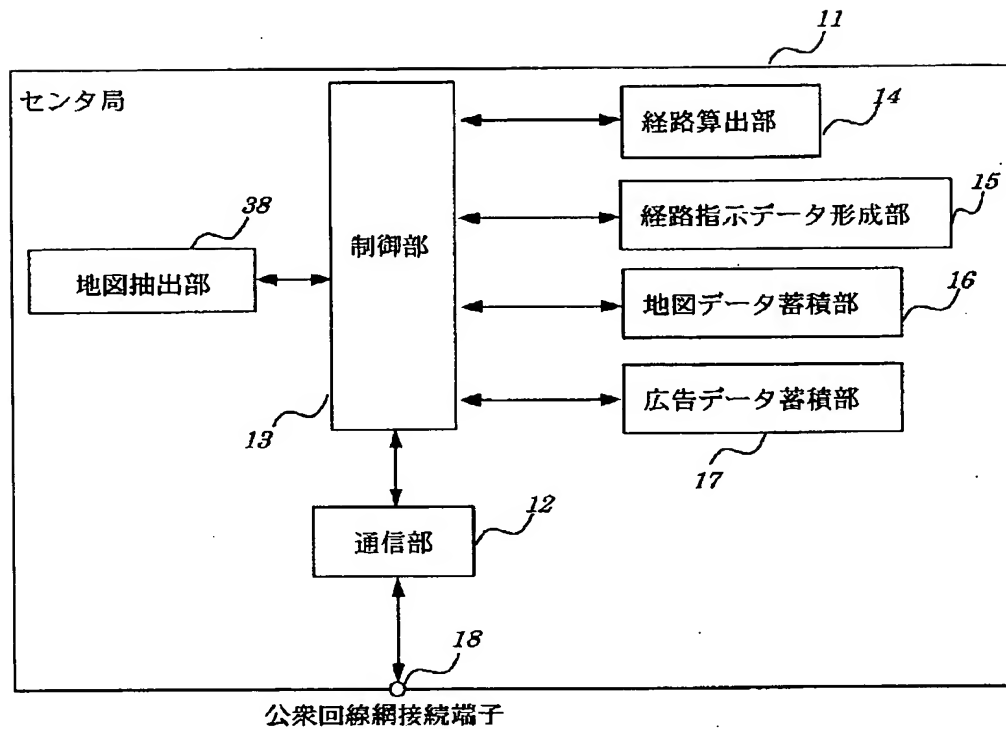 11
センタ局
経路算出部
14
経路指示データ形成部
15
38
地図抽出部
制御部
地図データ蓄積部
16
広告データ蓄積部
13
17
通信部
12
18
公衆回線網接続端子